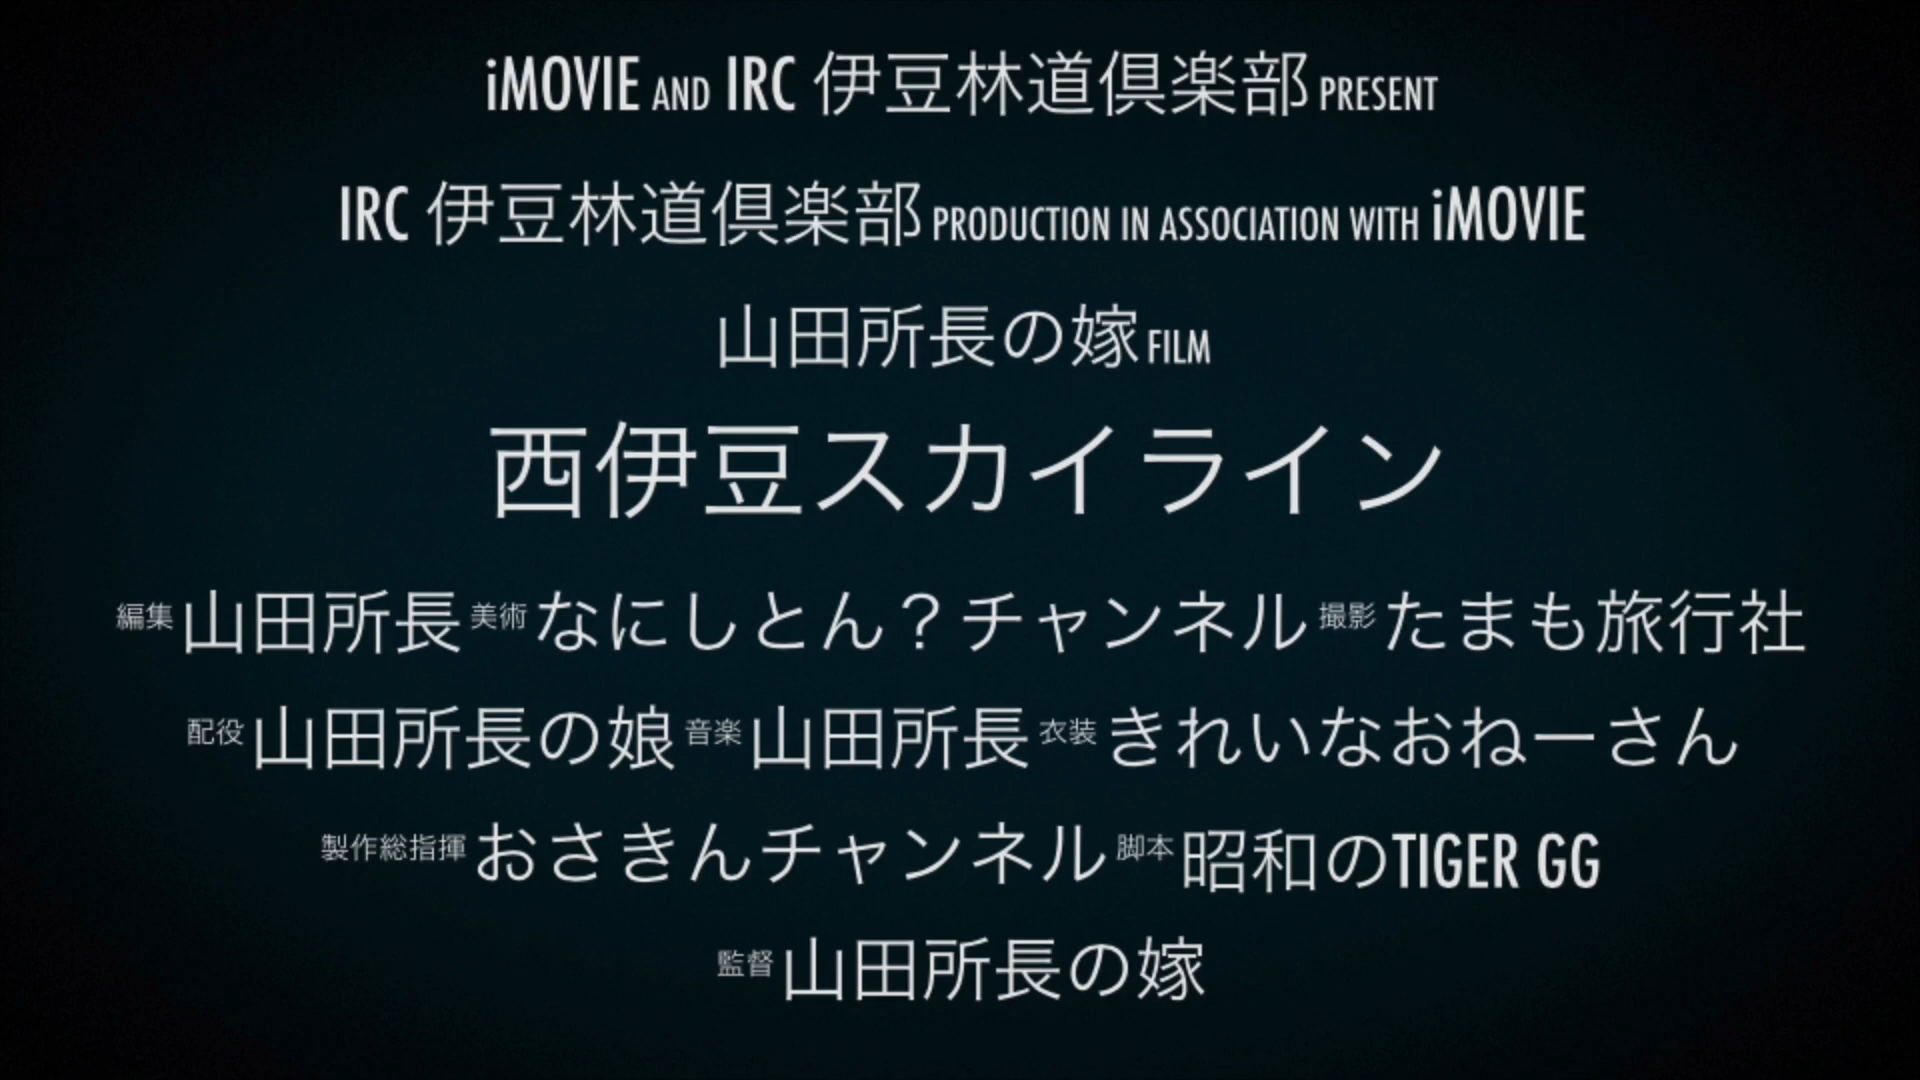 iMOVIE AND IRC 伊豆林道倶楽部 PRESENT
IRC 伊豆林道倶楽部 PRODUCTION IN ASSOCIATION WITH iMOVIE
山田所長の嫁 FILM
西伊豆スカイライン
編集 山田所長 美術 なにしとん？チャンネル 撮影 たまも旅行社
配役 山田所長の娘 音楽 山田所長 衣装 きれいなおねーさん
製作総指揮 おさきんチャンネル 脚本 昭和のTIGER GG
監督 山田所長の嫁